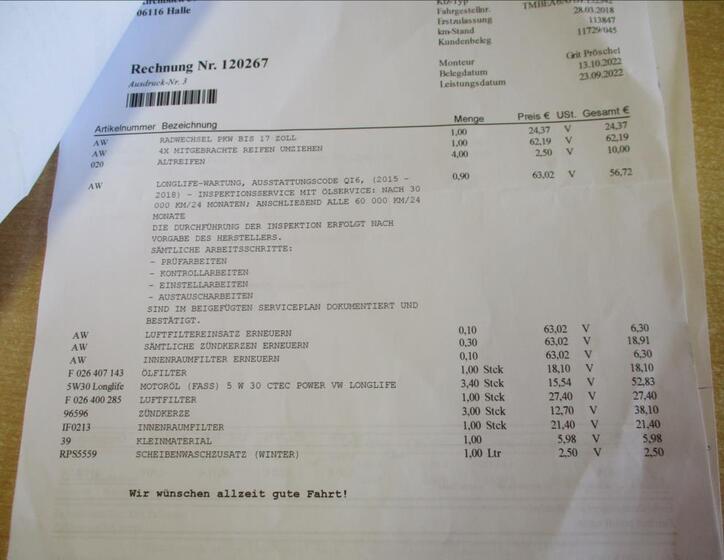 06116 Halle
Fahrgestellnr.
Erstzulassung 28.03.2018
km-Stand 113847
Kundenbeleg 11729/045
Rechnung Nr. 120267
Ausdruck-Nr. 3
Monteur Grit Pröschel
Belegdatum 13.10.2022
Leistungsdatum 23.09.2022
Artikelnummer Bezeichnung Menge Preis € USt. Gesamt €
AW RADWECHSEL PKW BIS 17 ZOLL 1,00 24,37 V 24,37
AW 4X MITGEBRACHTE REIFEN UMZIEHEN 1,00 62,19 V 62,19
020 ALTREIFEN 4,00 2,50 V 10,00
AW LONGLIFE-WARTUNG, AUSSTATTUNGSCODE QI6, (2015 - 0,90 63,02 V 56,72
2018) - INSPEKTIONSSERVICE MIT ÖLSERVICE: NACH 30
000 KM/24 MONATEN; ANSCHLIEßEND ALLE 60 000 KM/24
MONATE
DIE DURCHFÜHRUNG DER INSPEKTION ERFOLGT NACH
VORGABE DES HERSTELLERS.
SÄMTLICHE ARBEITSSCHRITTE:
- PRÜFARBEITEN
- KONTROLLARBEITEN
- EINSTELLARBEITEN
- AUSTAUSCHARBEITEN
SIND IM BEIGEFÜGTEN SERVICEPLAN DOKUMENTIERT UND
BESTÄTIGT.
AW LUFTFILTEREINSATZ ERNEUERN 0,10 63,02 V 6,30
AW SÄMTLICHE ZÜNDKERZEN ERNEUERN 0,30 63,02 V 18,91
AW INNENRAUMFILTER ERNEUERN 0,10 63,02 V 6,30
F 026 407 143 ÖLFILTER 1,00 Stck 18,10 V 18,10
5W30 Longlife MOTORÖL (FASS) 5 W 30 CTEC POWER VW LONGLIFE 3,40 Stck 15,54 V 52,83
F 026 400 285 LUFTFILTER 1,00 Stck 27,40 V 27,40
96596 ZÜNDKERZE 3,00 Stck 12,70 V 38,10
IF0213 INNENRAUMFILTER 1,00 Stck 21,40 V 21,40
39 KLEINMATERIAL 1,00 5,98 V 5,98
RPS5559 SCHEIBENWASCHZUSATZ (WINTER) 1,00 Ltr 2,50 V 2,50
Wir wünschen allzeit gute Fahrt!